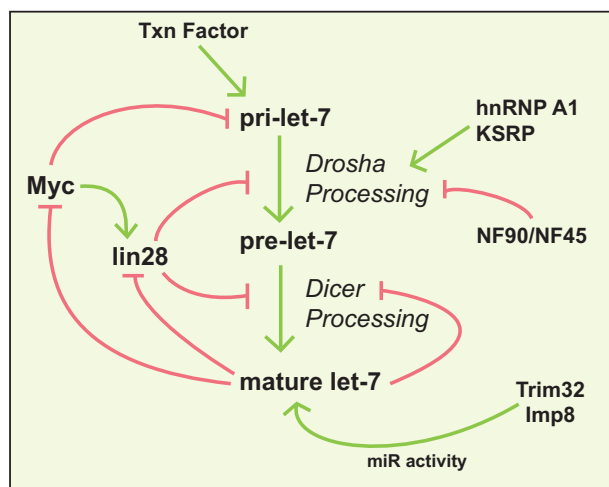 Txn Factor
pri-let-7
hnRNP A1
KSRP
Drosha
Processing
Myc
lin28
pre-let-7
NF90/NF45
Dicer
Processing
mature let-7
Trim32
Imp8
miR activity